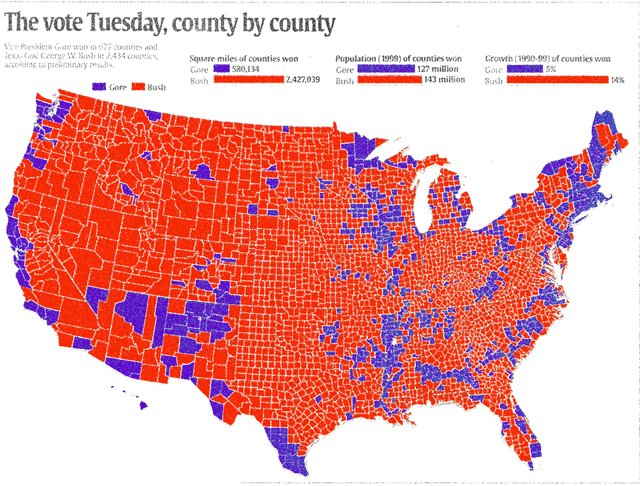 The vote Tuesday, county by county
Vice President Gore won in 677 counties and
Texas Gov. George W. Bush in 2,434 counties,
according to preliminary results.
Square miles of counties won
Gore 580,134
Bush 2,427,039
Population (1999) of counties won
Gore 127 million
Bush 143 million
Growth (1990-99) of counties won
Gore 5%
Bush 14%
Gore Bush